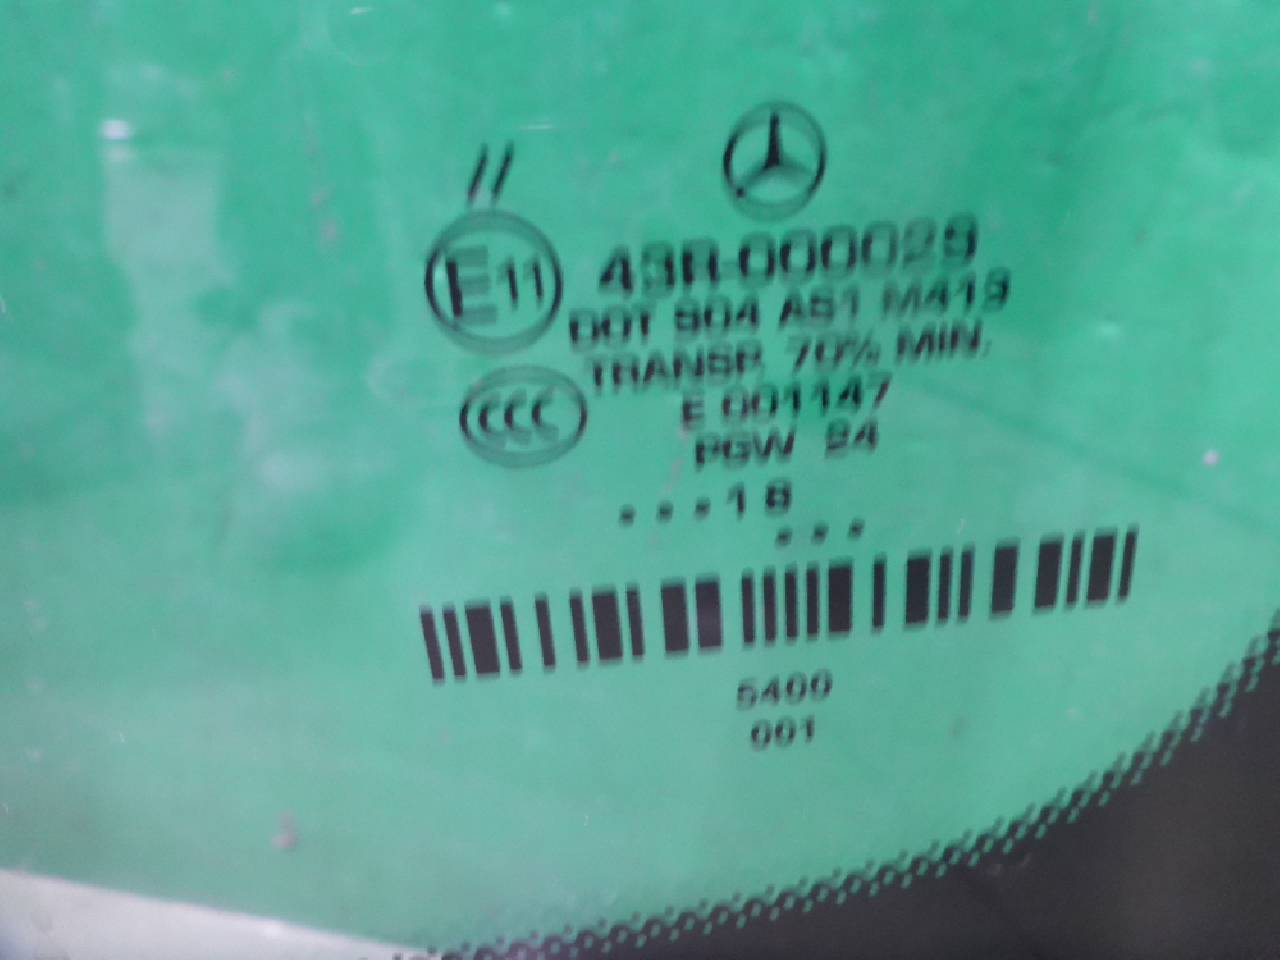 //
E11 43R-000029
DOT 904 AS1 M419
TRANSP. 70% MIN.
CCC E 001147
PGW 24
...18
...
5400
001